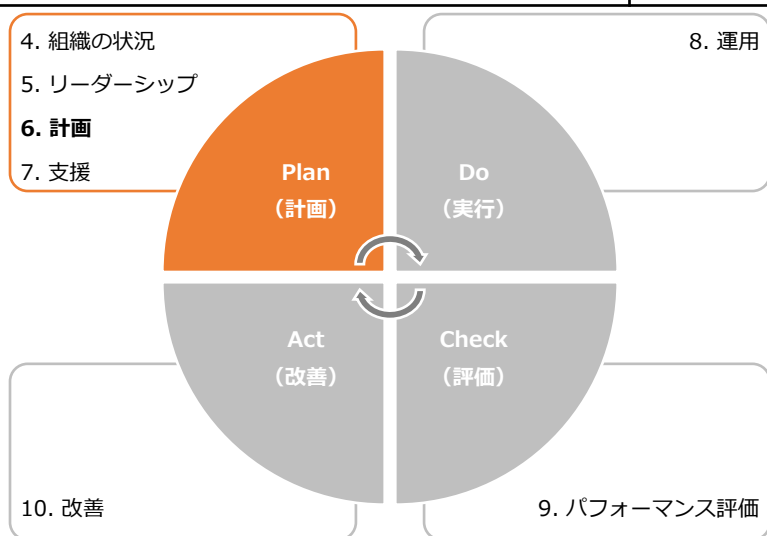 4. 組織の状況
5. リーダーシップ
6. 計画
7. 支援
8. 運用
Plan
（計画）
Do
（実行）
Act
（改善）
Check
（評価）
10. 改善
9. パフォーマンス評価